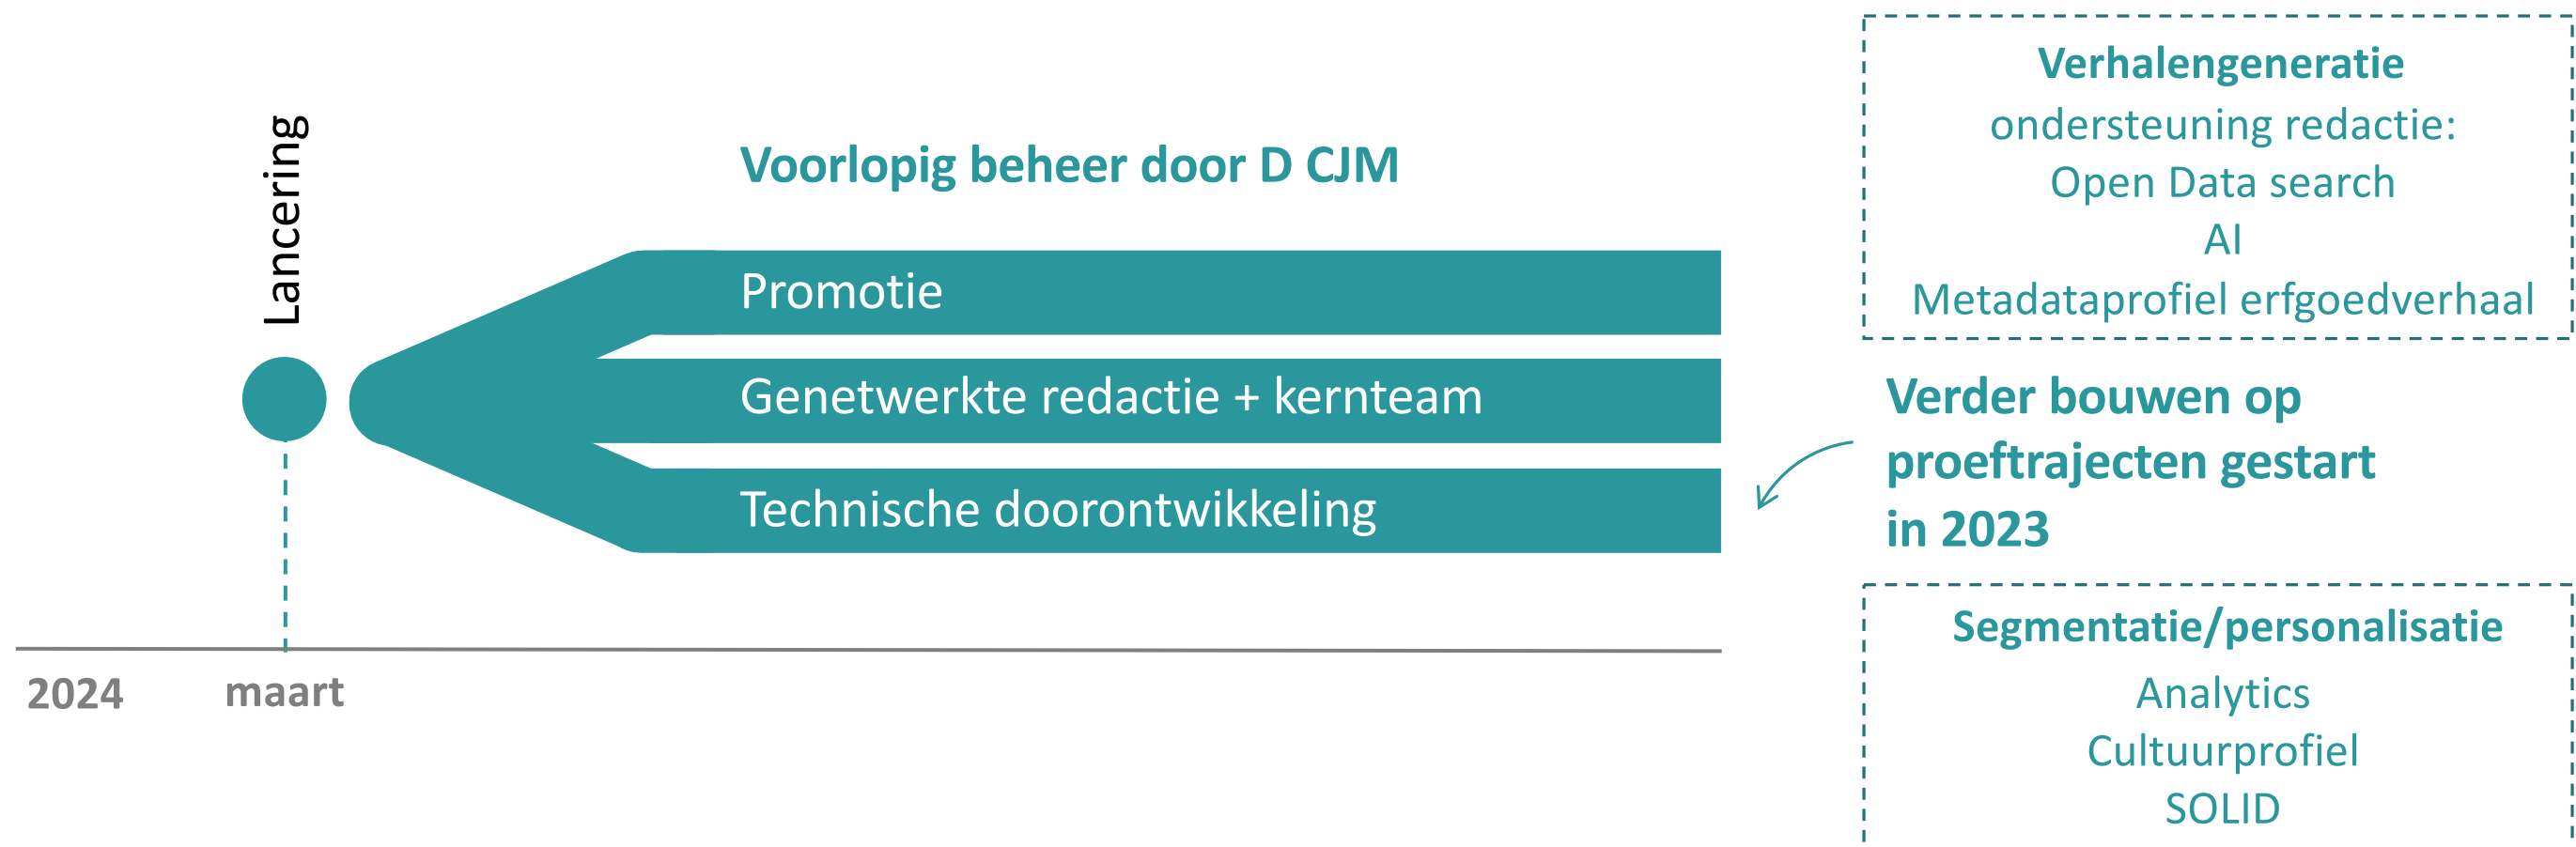 Lancering
Voorlopig beheer door D CJM
Promotie
Genetwerkte redactie + kernteam
Technische doorontwikkeling
2024
maart
Verhalengeneratie
ondersteuning redactie:
Open Data search
AI
Metadataprofiel erfgoedverhaal
Verder bouwen op
proeftrajecten gestart
in 2023
Segmentatie/personalisatie
Analytics
Cultuurprofiel
SOLID